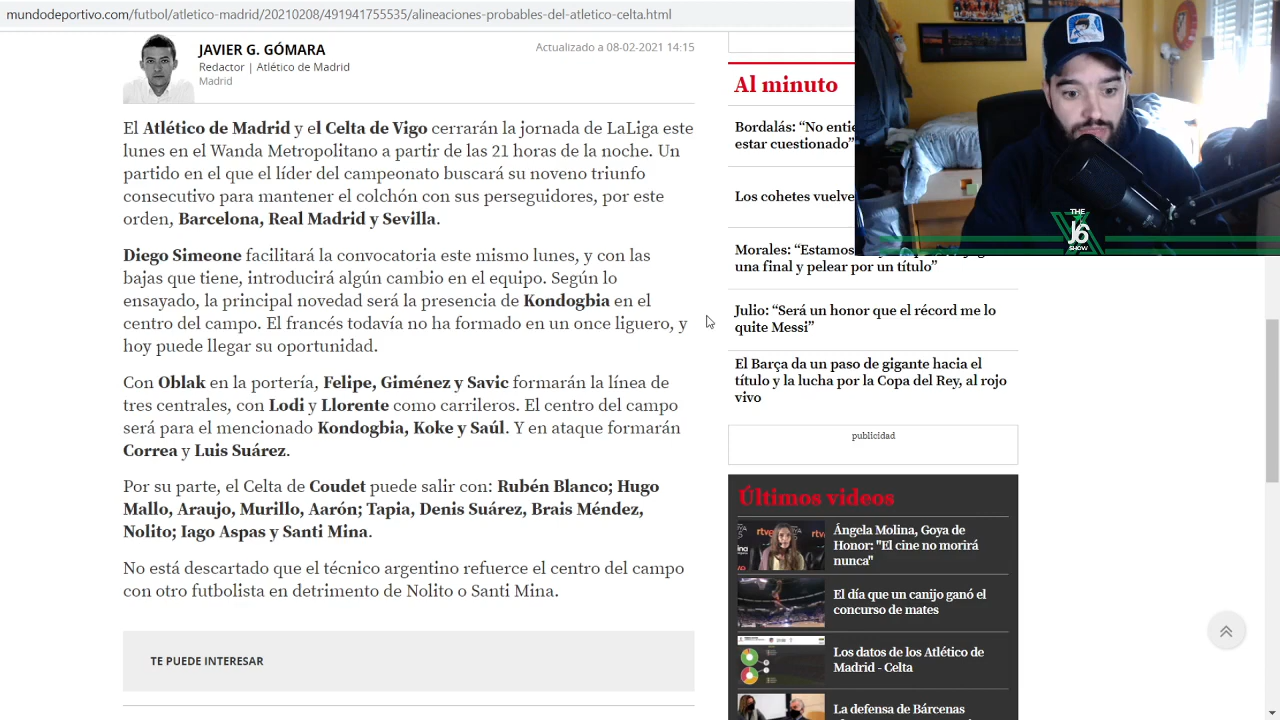 mundodeportivo.com/futbol/atletico-madrid/20210208/491941755535/alineaciones-probables-del-atletico-celta.html
JAVIER G. GÓMARA
Redactor | At. de Madrid
Madrid
Actualizado a 08-02-2021 14:15
El Atlético de Madrid y el Celta de Vigo cerrarán la jornada de LaLiga este
lunes en el Wanda Metropolitano a partir de las 21 horas de la noche. Un
partido en el que el líder del campeonato buscará su noveno triunfo
consecutivo para mantener el colchón con sus perseguidores, por este
orden, Barcelona, Real Madrid y Sevilla.
Diego Simeone facilitará la convocatoria este mismo lunes, y con las
bajas que tiene, introducirá algún cambio en el equipo. Según lo
ensayado, la principal novedad será la presencia de Kondogbia en el
centro del campo. El francés todavía no ha formado en un once liguero, y
hoy puede llegar su oportunidad.
Con Oblak en la portería, Felipe, Giménez y Savic formarán la línea de
tres centrales, con Lodi y Llorente como carrileros. El centro del campo
será para el mencionado Kondogbia, Koke y Saúl. Y en ataque formarán
Correa y Luis Suárez.
Por su parte, el Celta de Coudet puede salir con: Rubén Blanco; Hugo
Mallo, Araujo, Murillo, Aarón; Tapia, Denis Suárez, Brais Méndez,
Nolito; Iago Aspas y Santi Mina.
No está descartado que el técnico argentino refuerce el centro del campo
con otro futbolista en detrimento de Nolito o Santi Mina.
TE PUEDE INTERESAR
Al minuto
Bordalás: “No
estar cuestionado”
Los cohetes vuelve
Morales: “Estamos
una final y pelear por un título”
Julio: “Será un honor que el récord me lo
quite Messi”
El Barça da un paso de gigante hacia el
título y la lucha por la Copa del Rey, al rojo
vivo
publicidad
Últimos videos
Ángela Molina, Goya de
Honor: "El cine no morirá
nunca"
El día que un canijo ganó el
concurso de mates
Los datos de los Atlético de
Madrid - Celta
La defensa de Bárcenas
THE
J6
SHOW
rtve